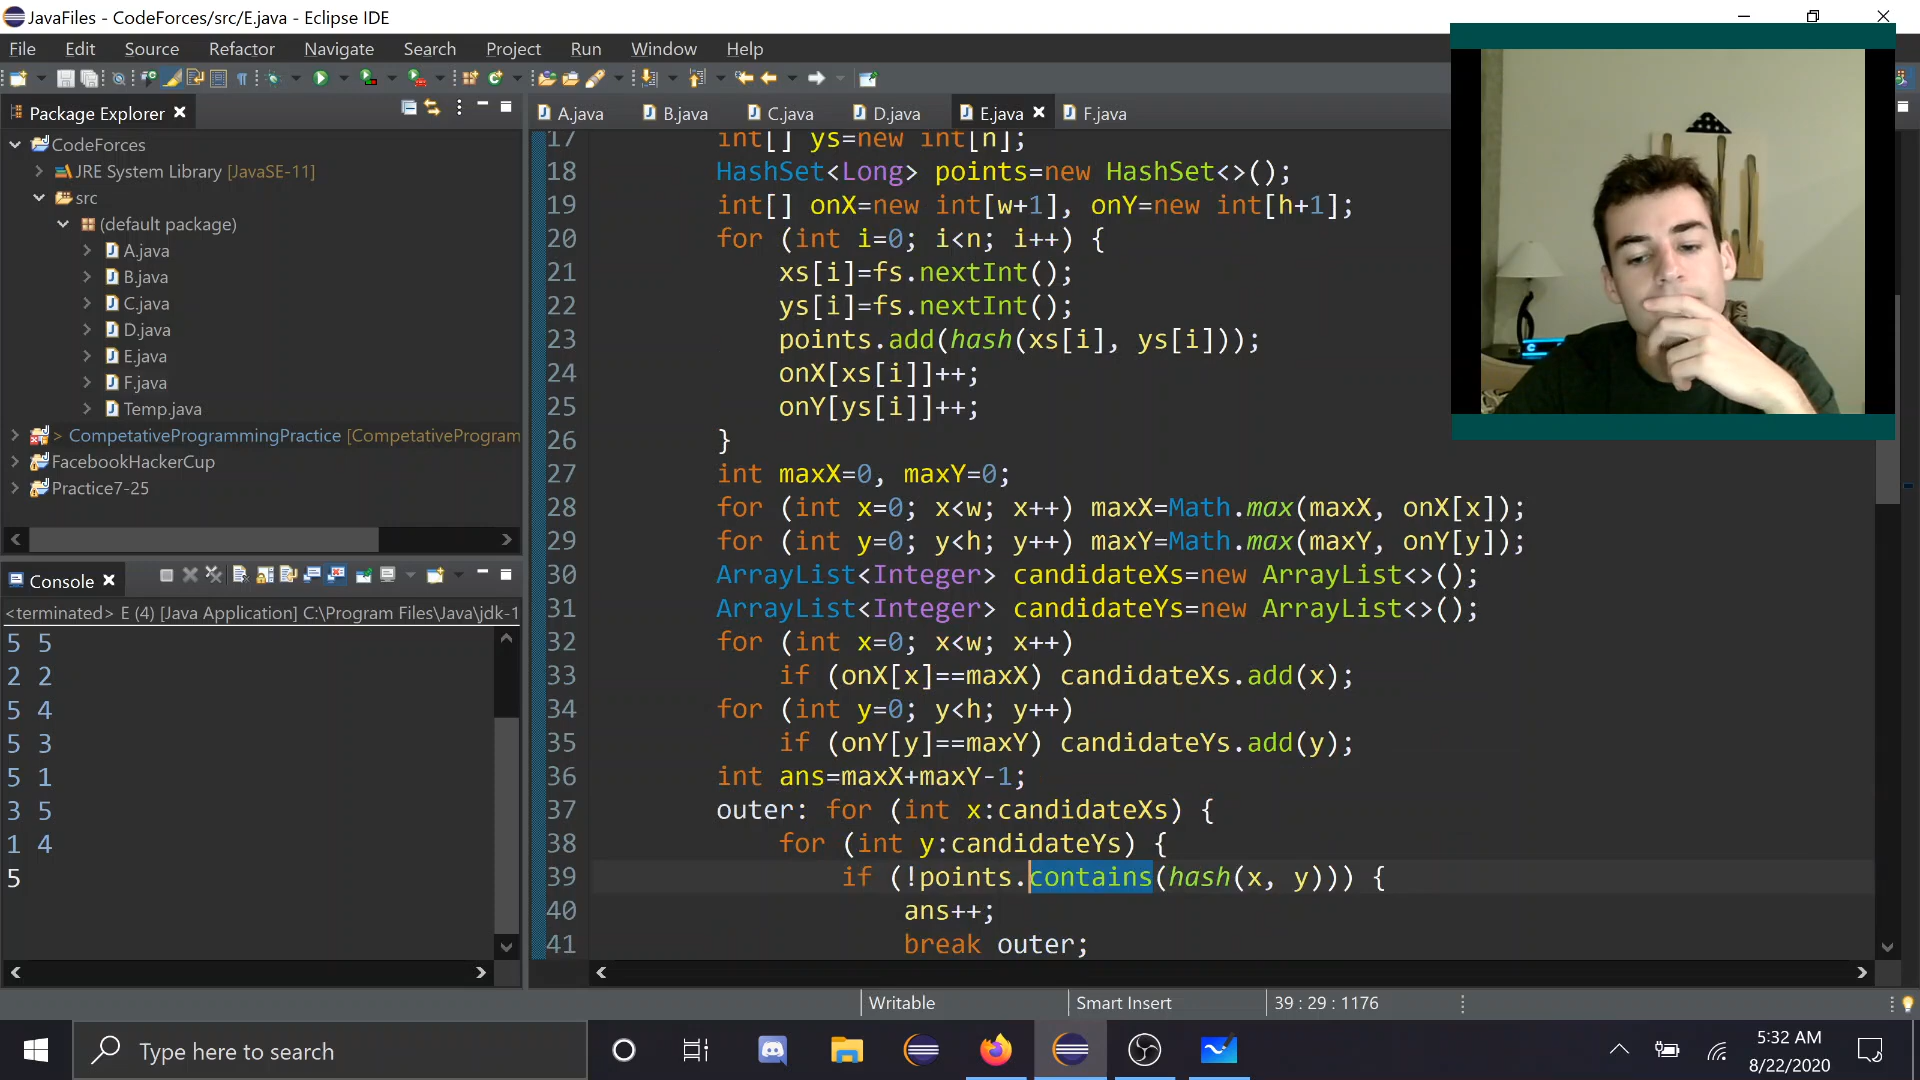 JavaFiles - CodeForces/src/E.java - Eclipse IDE
File Edit Source Refactor Navigate Search Project Run Window Help
Package Explorer
CodeForces
JRE System Library [JavaSE-11]
src
(default package)
A.java
B.java
C.java
D.java
E.java
F.java
Temp.java
> CompetativeProgrammingPractice [CompetativeProgram
FacebookHackerCup
Practice7-25
Console
<terminated> E (4) [Java Application] C:\Program Files\Java\jdk-1
5 5
2 2
5 4
5 3
5 1
3 5
1 4
5
A.java B.java C.java D.java E.java F.java
17 int[] ys=new int[n];
18 HashSet<Long> points=new HashSet<>();
19 int[] onX=new int[w+1], onY=new int[h+1];
20 for (int i=0; i<n; i++) {
21 xs[i]=fs.nextInt();
22 ys[i]=fs.nextInt();
23 points.add(hash(xs[i], ys[i]));
24 onX[xs[i]]++;
25 onY[ys[i]]++;
26 }
27 int maxX=0, maxY=0;
28 for (int x=0; x<w; x++) maxX=Math.max(maxX, onX[x]);
29 for (int y=0; y<h; y++) maxY=Math.max(maxY, onY[y]);
30 ArrayList<Integer> candidateXs=new ArrayList<>();
31 ArrayList<Integer> candidateYs=new ArrayList<>();
32 for (int x=0; x<w; x++)
33 if (onX[x]==maxX) candidateXs.add(x);
34 for (int y=0; y<h; y++)
35 if (onY[y]==maxY) candidateYs.add(y);
36 int ans=maxX+maxY-1;
37 outer: for (int x:candidateXs) {
38 for (int y:candidateYs) {
39 if (!points.contains(hash(x, y))) {
40 ans++;
41 break outer;
Writable Smart Insert 39 : 29 : 1176
Type here to search
5:32 AM
8/22/2020